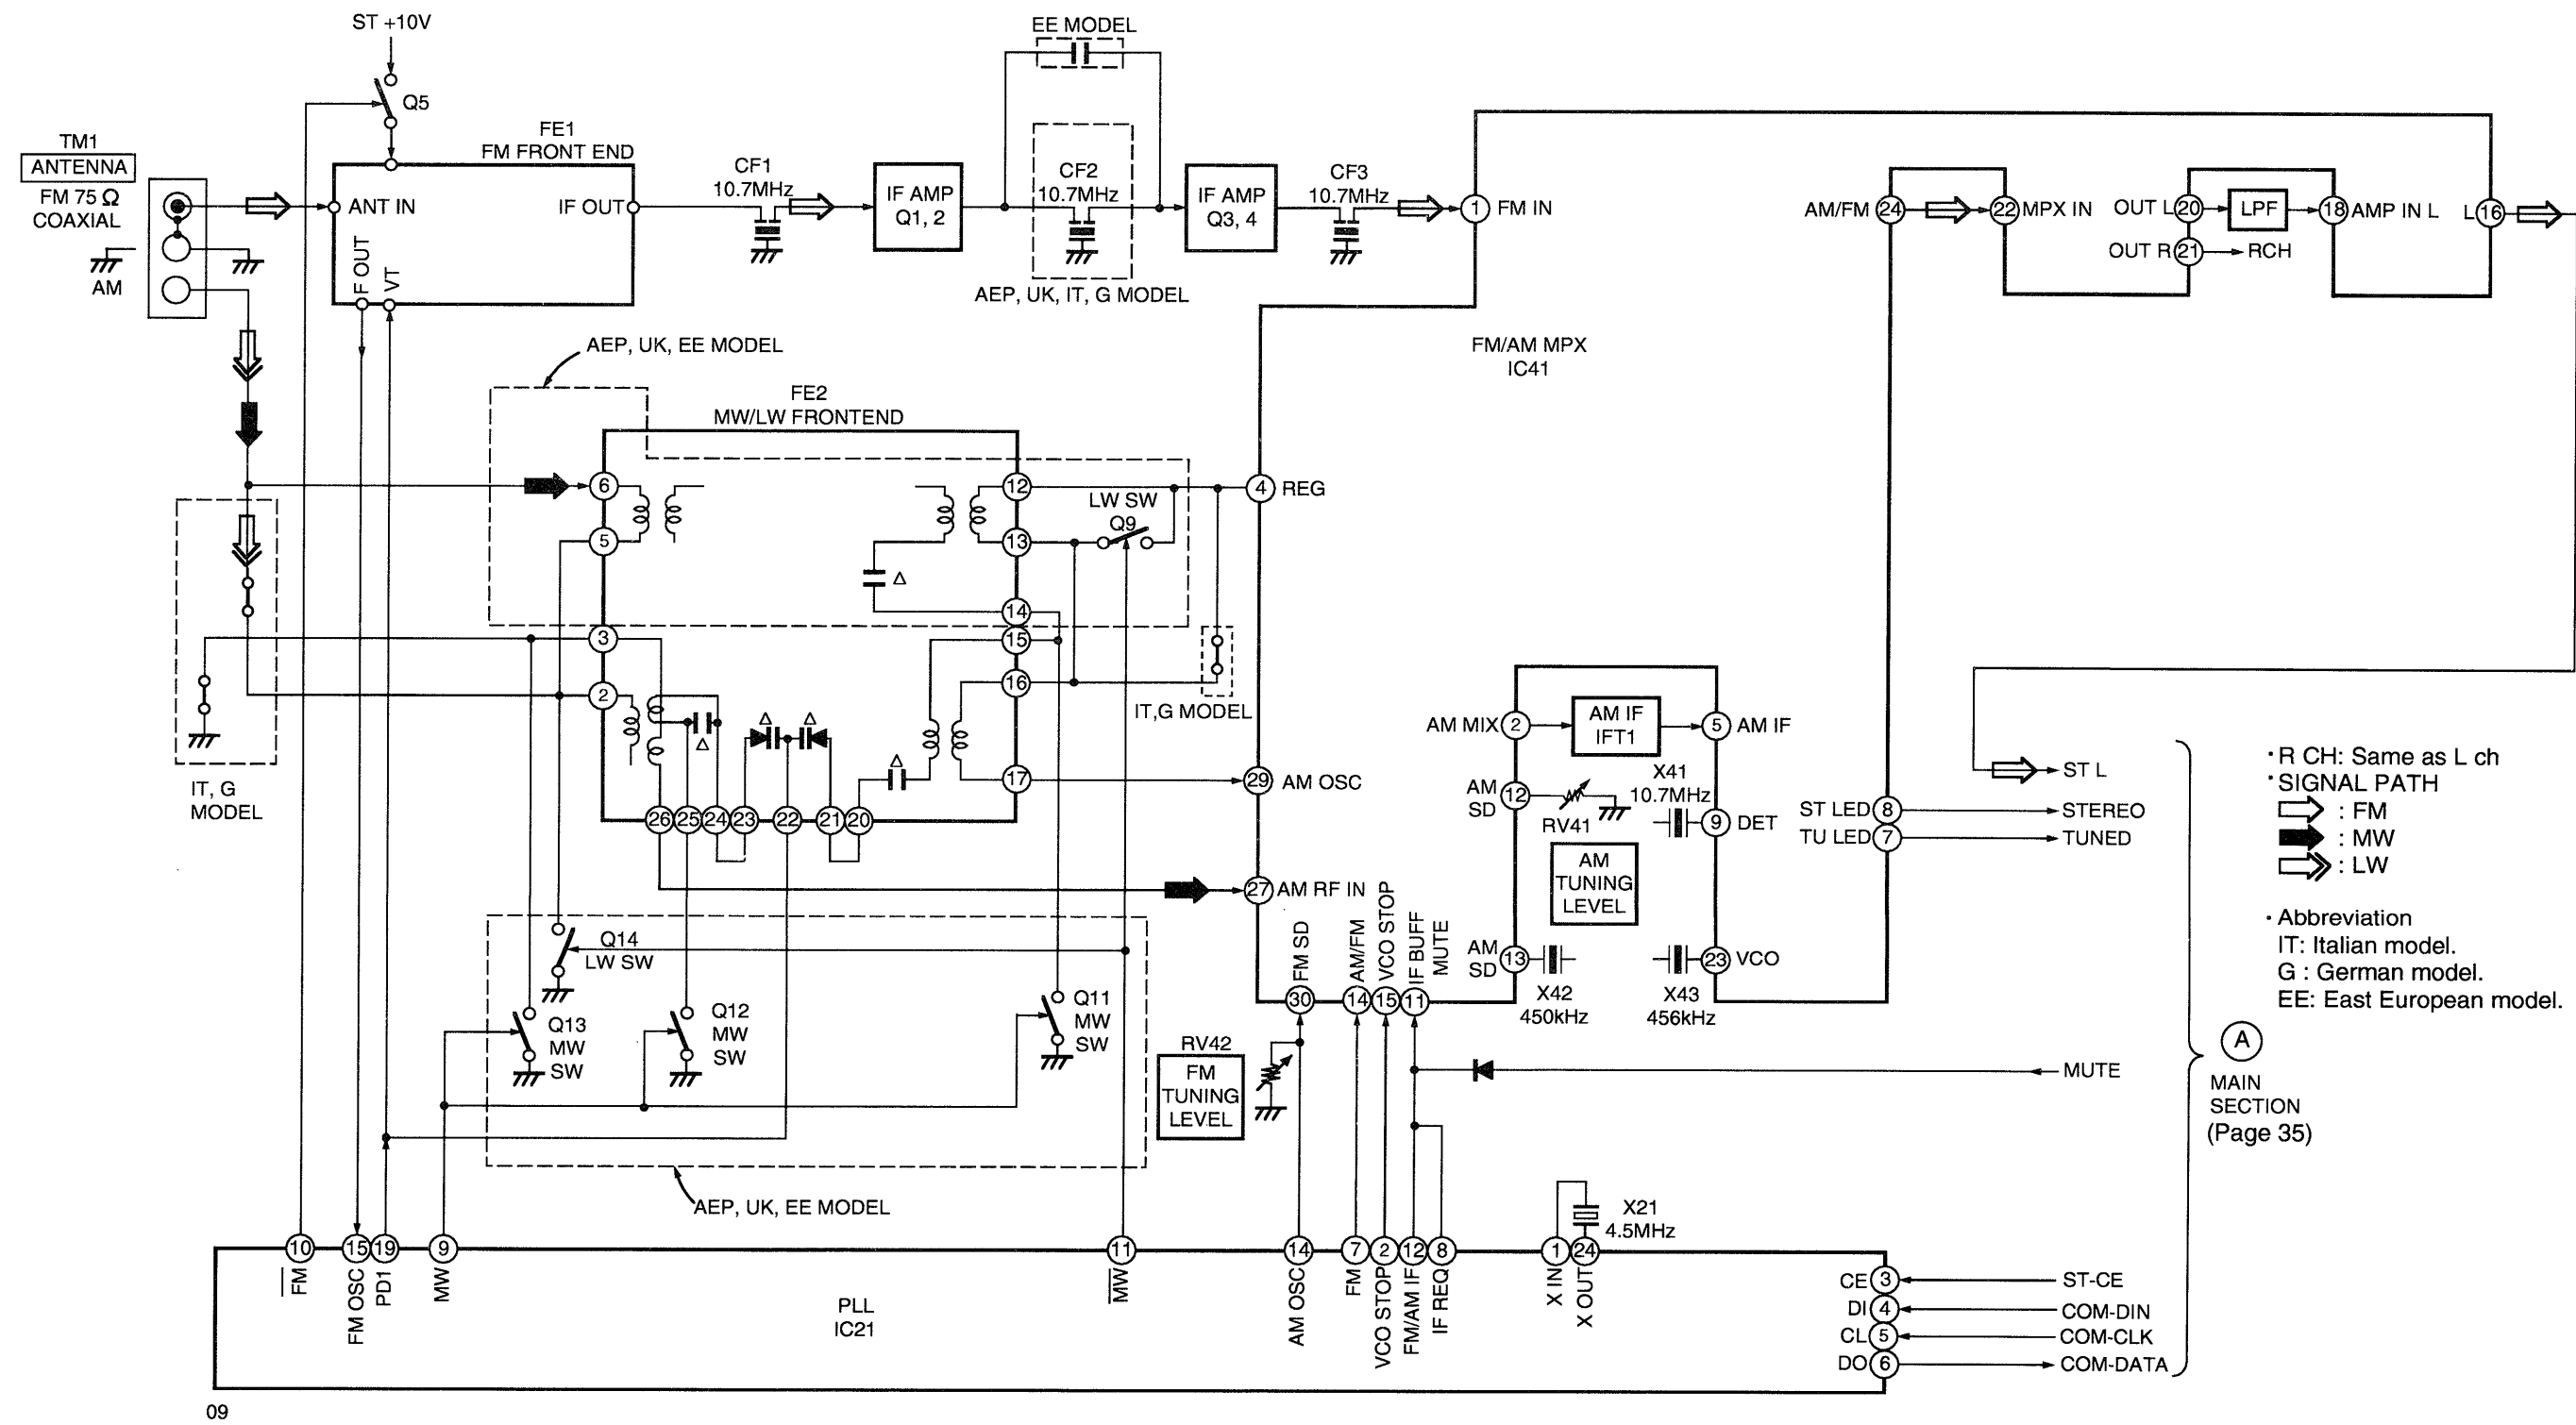 ST +10V
Q5
EE MODEL
TM1
ANTENNA
FM 75 Ω
COAXIAL
AM
FE1
FM FRONT END
ANT IN
IF OUT
F OUT
VT
CF1
10.7MHz
IF AMP
Q1, 2
CF2
10.7MHz
AEP, UK, IT, G MODEL
IF AMP
Q3, 4
CF3
10.7MHz
1
FM IN
AM/FM
24
22
MPX IN
OUT L
20
LPF
18
AMP IN L
L
16
OUT R
21
RCH
FM/AM MPX
IC41
AEP, UK, EE MODEL
FE2
MW/LW FRONTEND
6
5
3
2
12
13
14
15
16
17
LW SW
Q9
Δ
Δ
Δ
Δ
Δ
26
25
24
23
22
21
20
IT, G
MODEL
IT,G MODEL
4
REG
29
AM OSC
27
AM RF IN
AM MIX
2
AM IF
IFT1
5
AM IF
AM
SD
12
RV41
X41
10.7MHz
9
DET
AM
TUNING
LEVEL
AM
SD
13
X42
450kHz
X43
456kHz
23
VCO
ST LED
8
STEREO
TU LED
7
TUNED
ST L
• R CH: Same as L ch
• SIGNAL PATH
: FM
: MW
: LW
• Abbreviation
IT: Italian model.
G : German model.
EE: East European model.
FM SD
AM/FM
VCO STOP
IF BUFF
MUTE
30
14
15
11
Q14
LW SW
Q13
MW
SW
Q12
MW
SW
Q11
MW
SW
RV42
FM
TUNING
LEVEL
MUTE
A
MAIN
SECTION
(Page 35)
AEP, UK, EE MODEL
X21
4.5MHz
10
15
19
9
11
14
7
2
12
8
1
24
FM
FM OSC
PD1
MW
MW
AM OSC
FM
VCO STOP
FM/AM IF
IF REQ
X IN
X OUT
PLL
IC21
CE
3
ST-CE
DI
4
COM-DIN
CL
5
COM-CLK
DO
6
COM-DATA
09